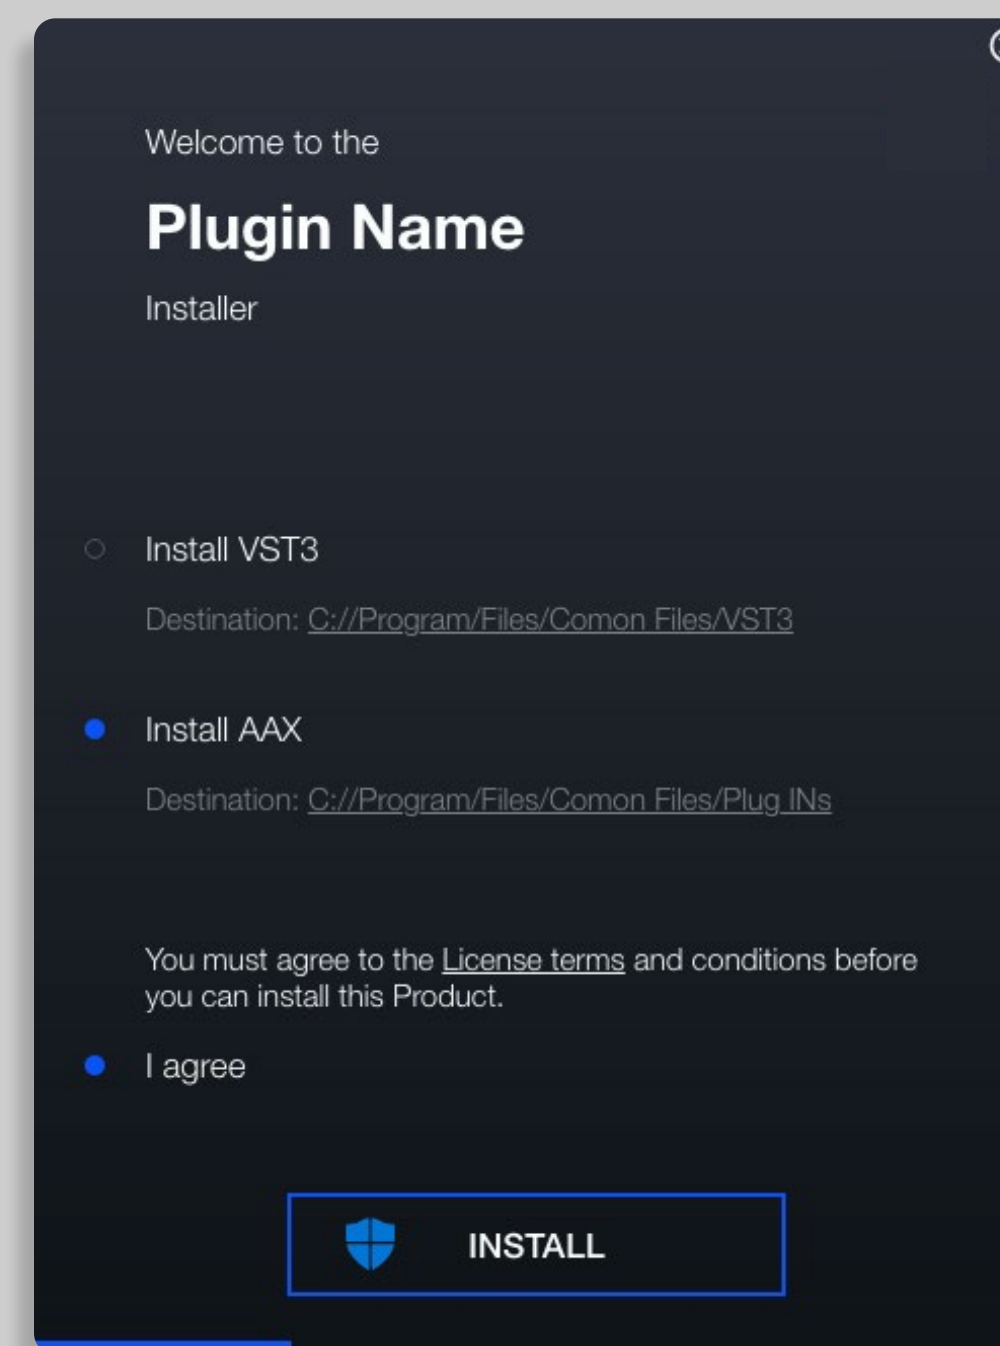 Welcome to the
Plugin Name
Installer
Install VST3
Destination: C://Program/Files/Comon Files/VST3
Install AAX
Destination: C://Program/Files/Comon Files/Plug INs
You must agree to the License terms and conditions before
you can install this Product.
I agree
INSTALL